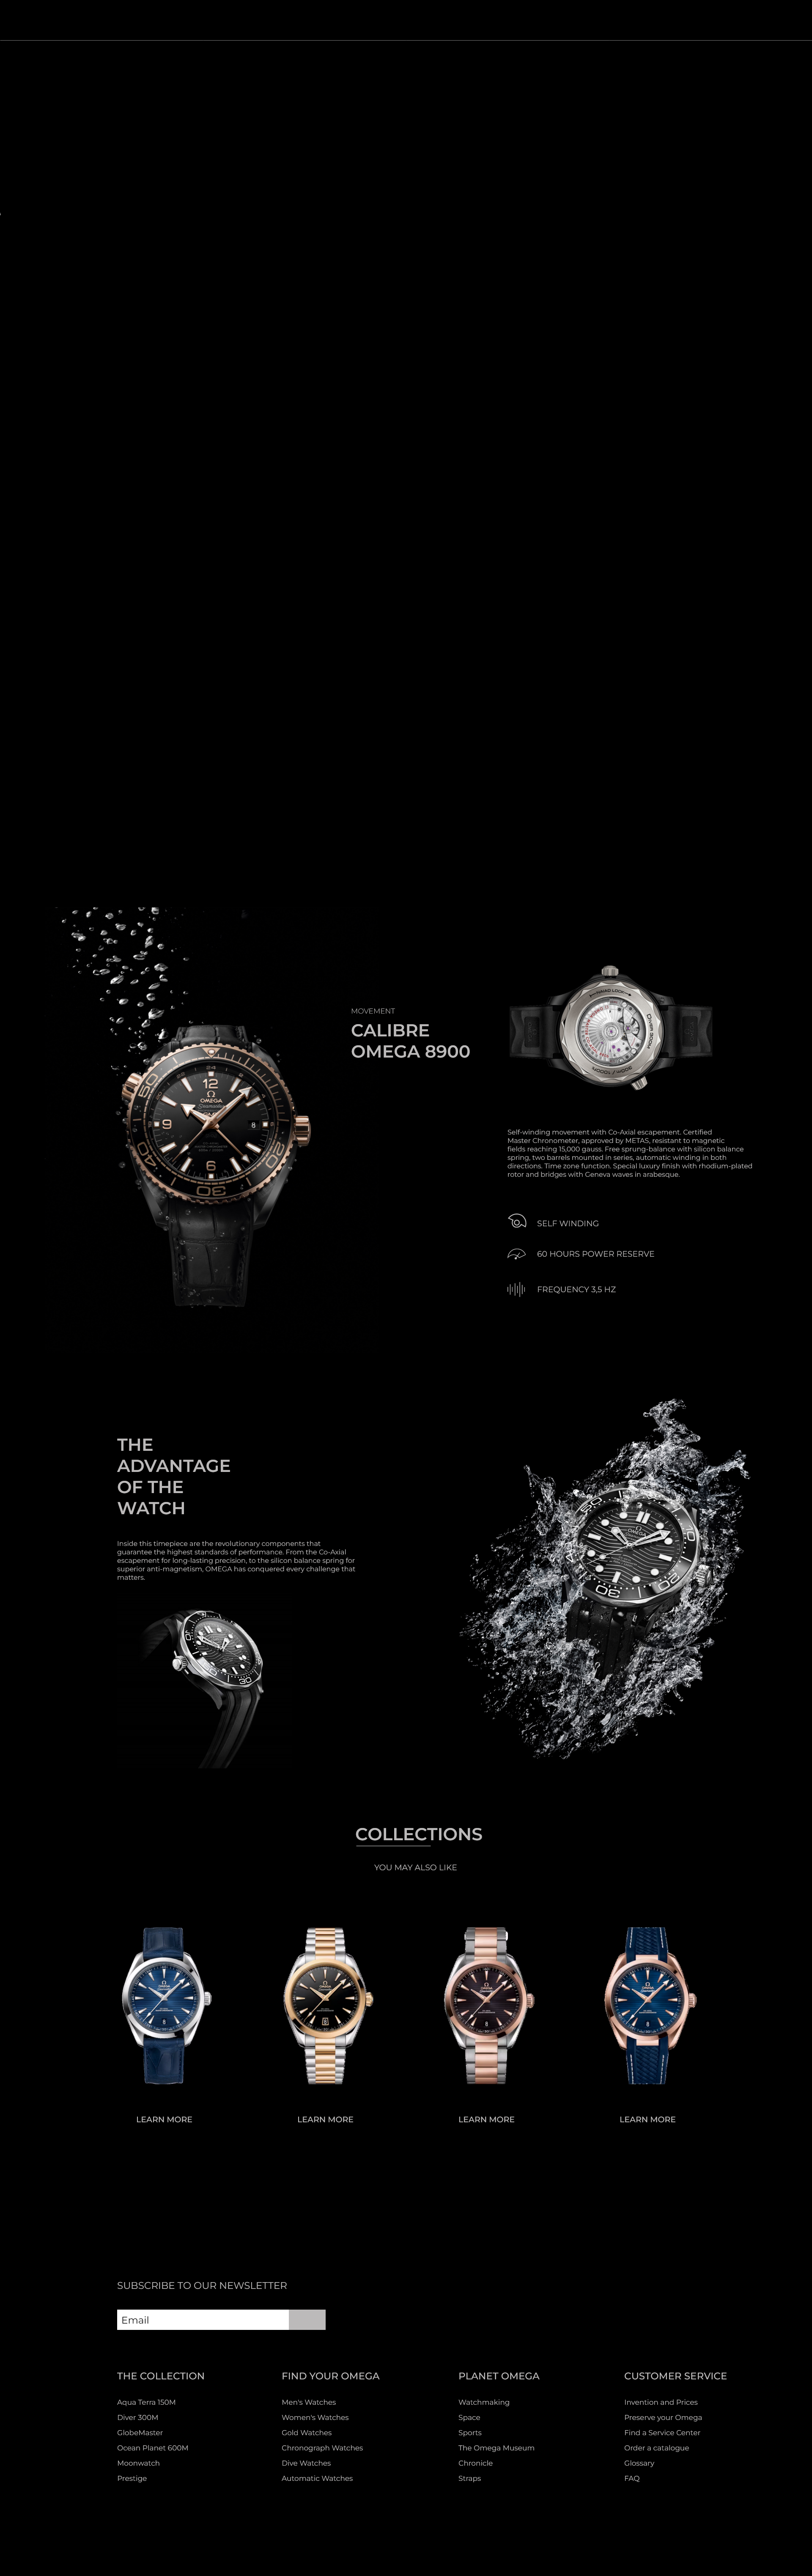 MOVEMENT
CALIBRE
OMEGA 8900
12
OMEGA
Seamaster
9
8
6
50
40
30
Self-winding movement with Co-Axial escapement. Certified
Master Chronometer, approved by METAS, resistant to magnetic
fields reaching 15,000 gauss. Free sprung-balance with silicon balance
spring, two barrels mounted in series, automatic winding in both
directions. Time zone function. Special luxury finish with rhodium-plated
rotor and bridges with Geneva waves in arabesque.
SELF WINDING
60 HOURS POWER RESERVE
FREQUENCY 3,5 HZ
THE
ADVANTAGE
OF THE
WATCH
Inside this timepiece are the revolutionary components that
guarantee the highest standards of performance. From the Co-Axial
escapement for long-lasting precision, to the silicon balance spring for
superior anti-magnetism, OMEGA has conquered every challenge that
matters.
COLLECTIONS
YOU MAY ALSO LIKE
LEARN MORE
LEARN MORE
LEARN MORE
LEARN MORE
SUBSCRIBE TO OUR NEWSLETTER
Email
THE COLLECTION
Aqua Terra 150M
Diver 300M
GlobeMaster
Ocean Planet 600M
Moonwatch
Prestige
FIND YOUR OMEGA
Men's Watches
Women's Watches
Gold Watches
Chronograph Watches
Dive Watches
Automatic Watches
PLANET OMEGA
Watchmaking
Space
Sports
The Omega Museum
Chronicle
Straps
CUSTOMER SERVICE
Invention and Prices
Preserve your Omega
Find a Service Center
Order a catalogue
Glossary
FAQ